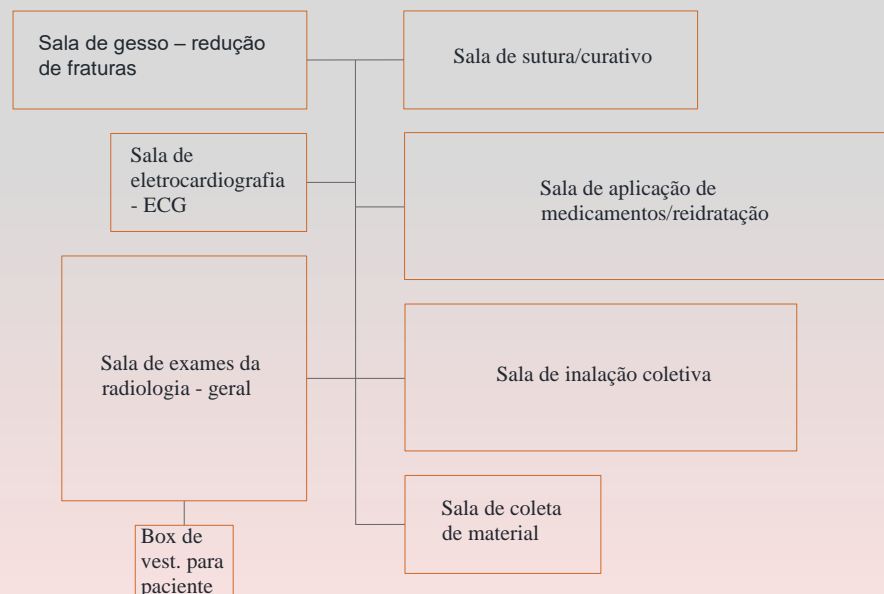 Sala de gesso – redução
de fraturas
Sala de sutura/curativo
Sala de
eletrocardiografia
- ECG
Sala de aplicação de
medicamentos/reidratação
Sala de exames da
radiologia - geral
Sala de inalação coletiva
Sala de coleta
de material
Box de
vest. para
paciente